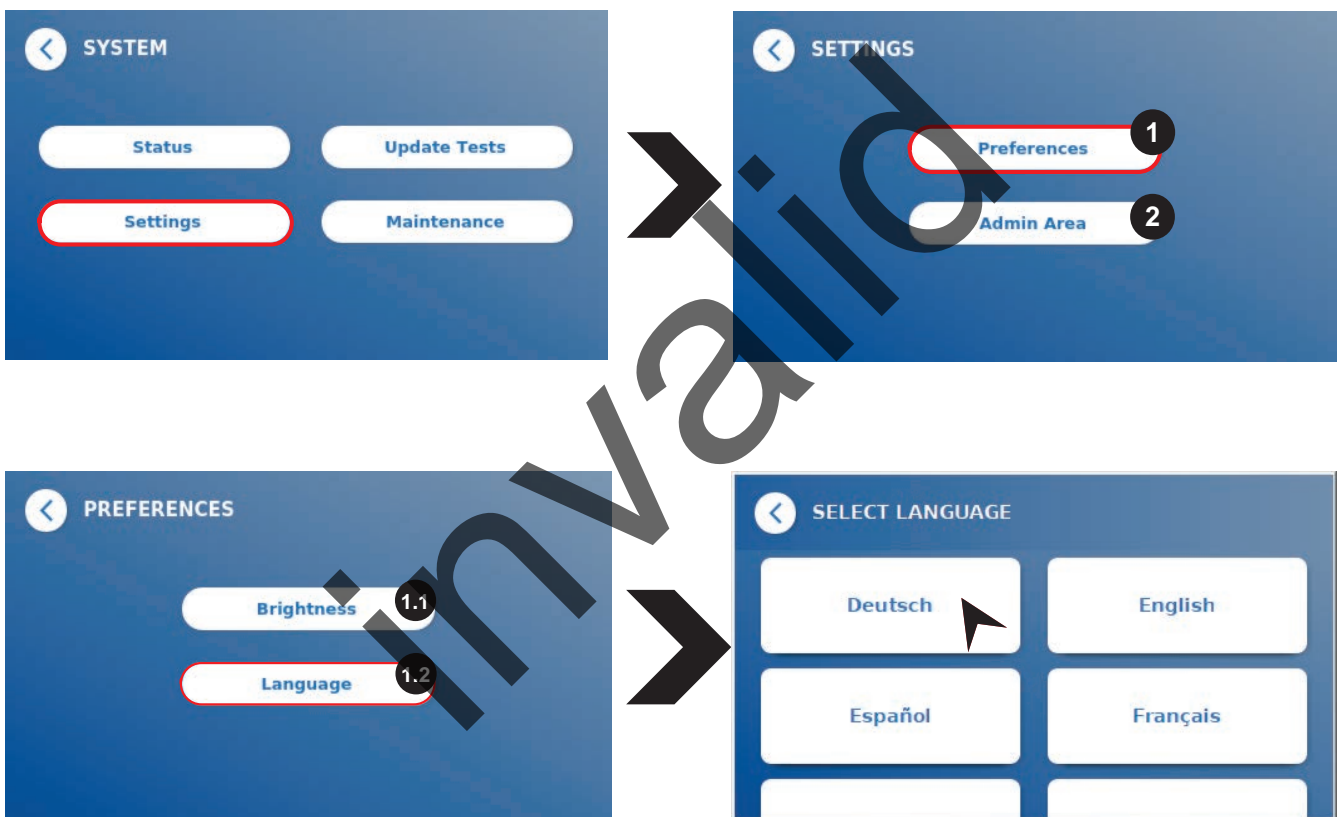 SYSTEM
Status
Update Tests
Settings
Maintenance
SETTINGS
Preferences
1
Admin Area
2
PREFERENCES
Brightness
1.1
Language
1.2
SELECT LANGUAGE
Deutsch
English
Español
Français
invalid